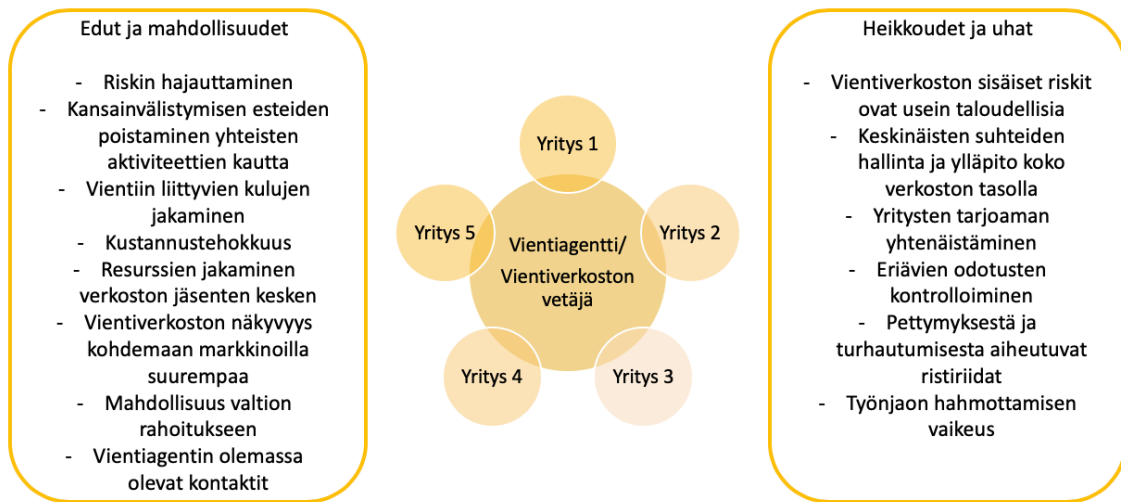 Edut ja mahdollisuudet
- Riskin hajauttaminen
- Kansainvälistymisen esteiden
poistaminen yhteisten
aktiviteettien kautta
- Vientiin liittyvien kulujen
jakaminen
- Kustannustehokkuus
- Resurssien jakaminen
verkoston jäsenten kesken
- Vientiverkoston näkyvyys
kohdemaan markkinoilla
suurempaa
- Mahdollisuus valtion
rahoitukseen
- Vientiagentin olemassa
olevat kontaktit
Yritys 1
Yritys 5
Yritys 2
Vientiagentti/
Vientiverkoston
vetäjä
Yritys 4
Yritys 3
Heikkoudet ja uhat
- Vientiverkoston sisäiset riskit
ovat usein taloudellisia
- Keskinäisten suhteiden
hallinta ja ylläpito koko
verkoston tasolla
- Yritysten tarjoaman
yhtenäistäminen
- Eriävien odotusten
kontrolloiminen
- Pettymyksestä ja
turhautumisesta aiheutuvat
ristiriidat
- Työnjaon hahmottamisen
vaikeus